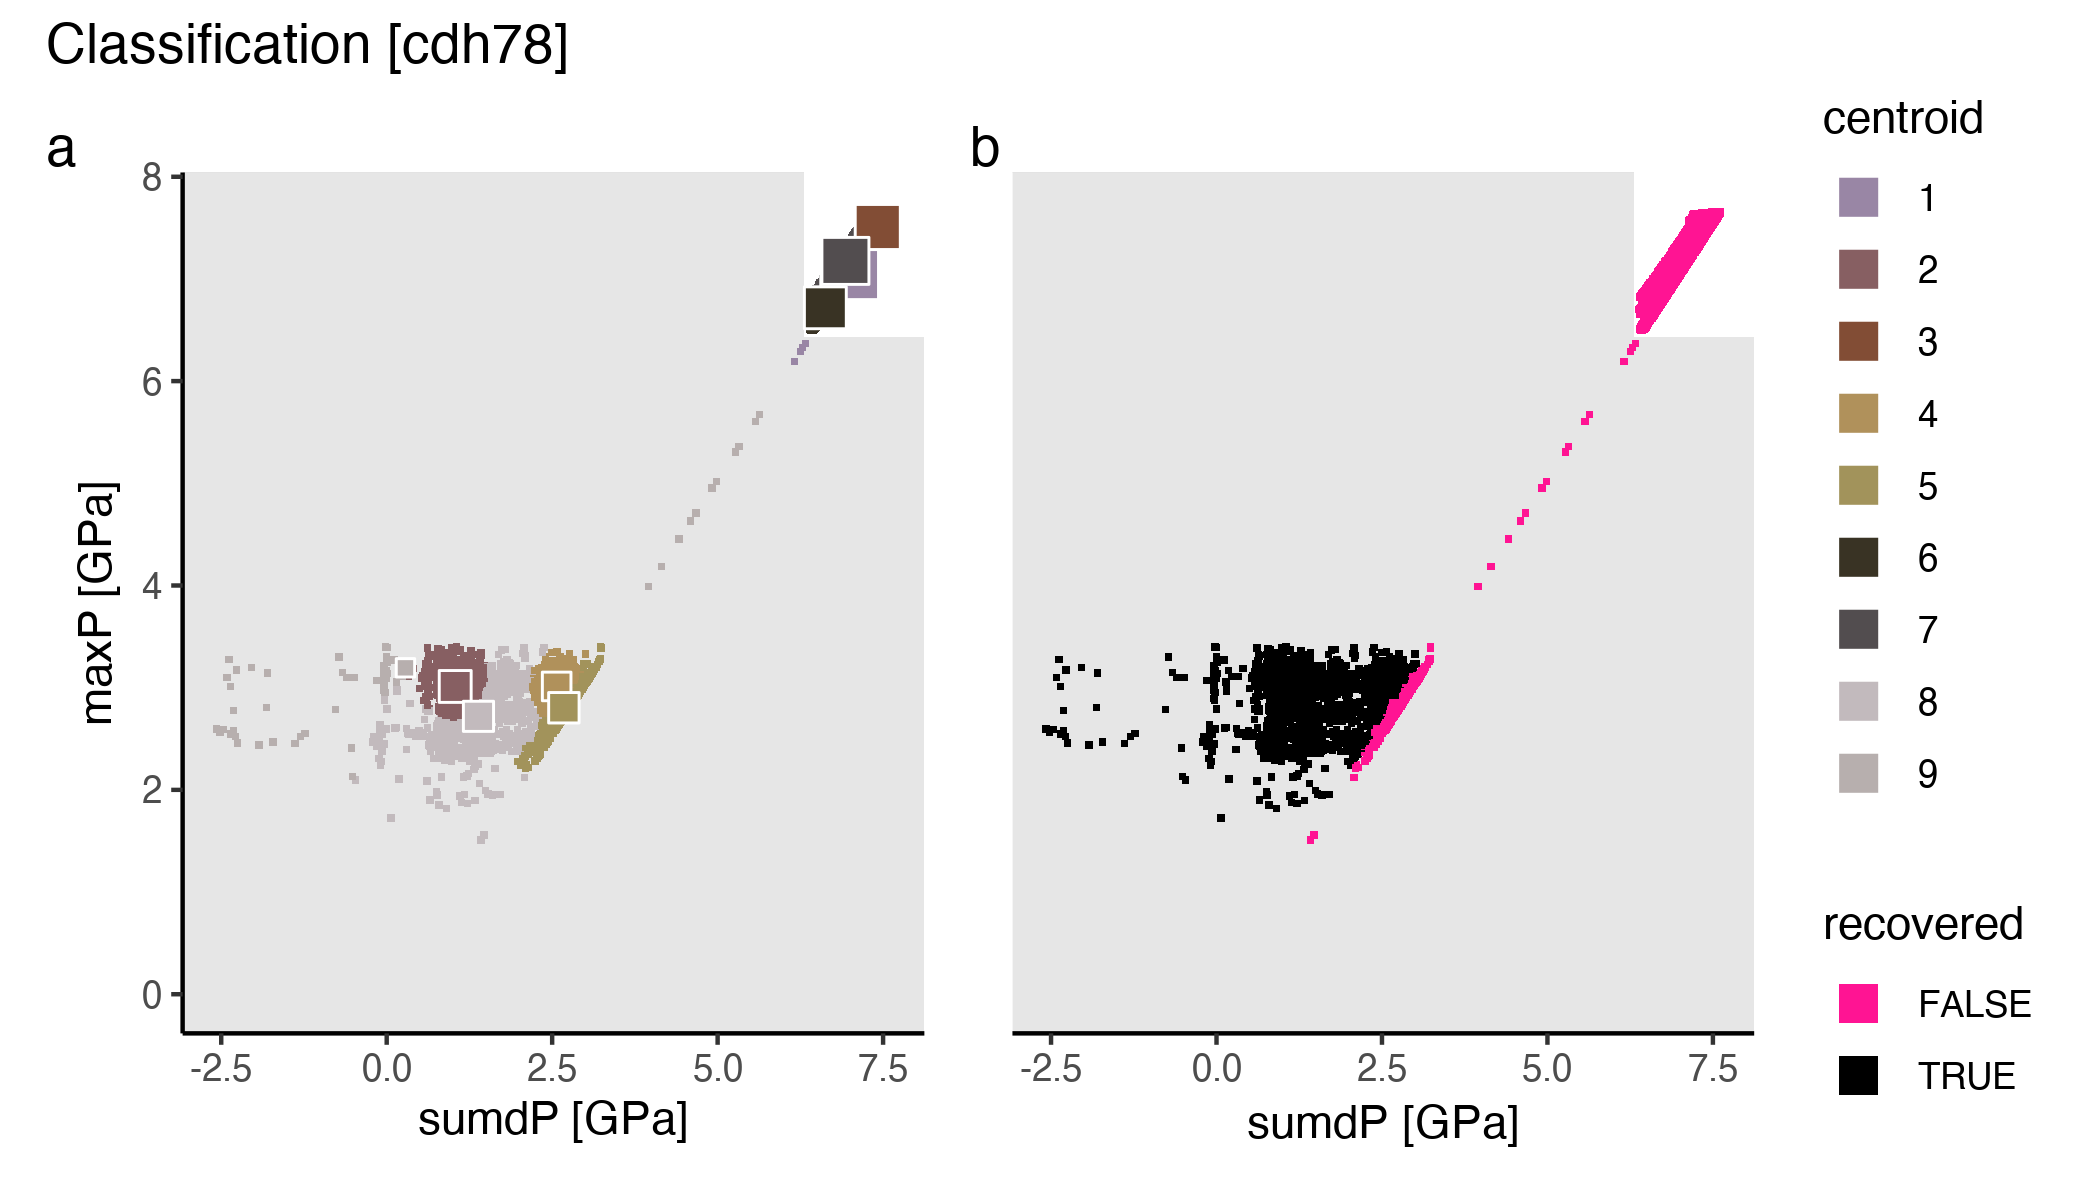 Classification [cdh78]
a
b
8
6
4
2
0
maxP [GPa]
-2.5 0.0 2.5 5.0 7.5
sumdP [GPa]
-2.5 0.0 2.5 5.0 7.5
sumdP [GPa]
centroid
1
2
3
4
5
6
7
8
9
recovered
FALSE
TRUE